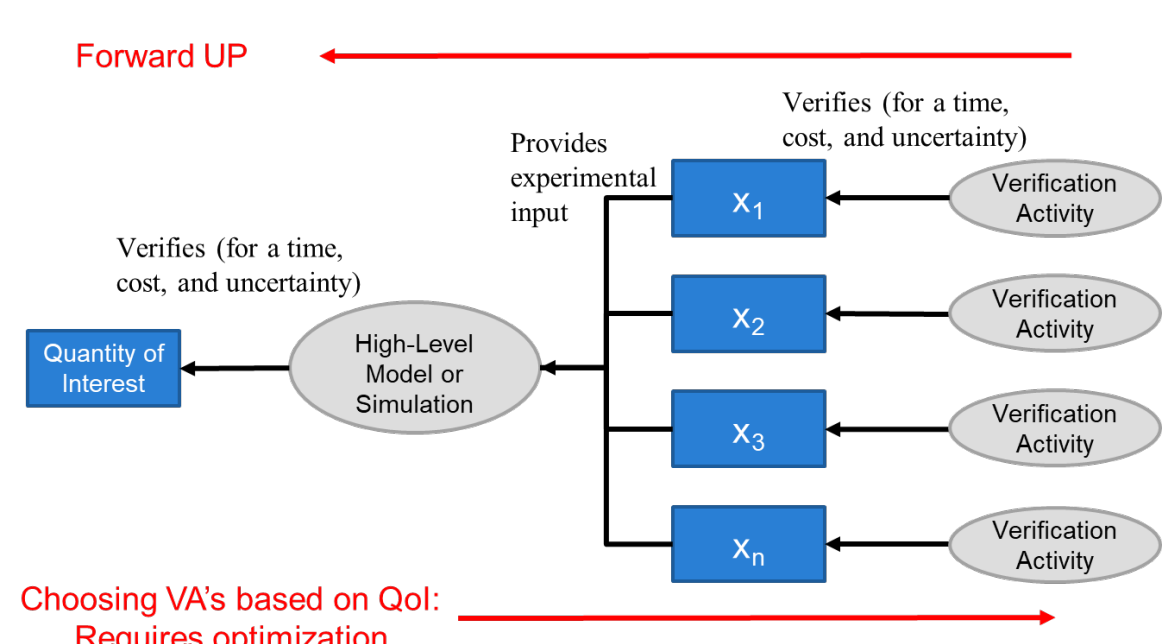 Forward UP
Verifies (for a time,
cost, and uncertainty)
Provides
experimental
input
x1
Verification
Activity
Verifies (for a time,
cost, and uncertainty)
x2
Verification
Activity
Quantity of
Interest
High-Level
Model or
Simulation
x3
Verification
Activity
xn
Verification
Activity
Choosing VA's based on QoI:
Requires optimization